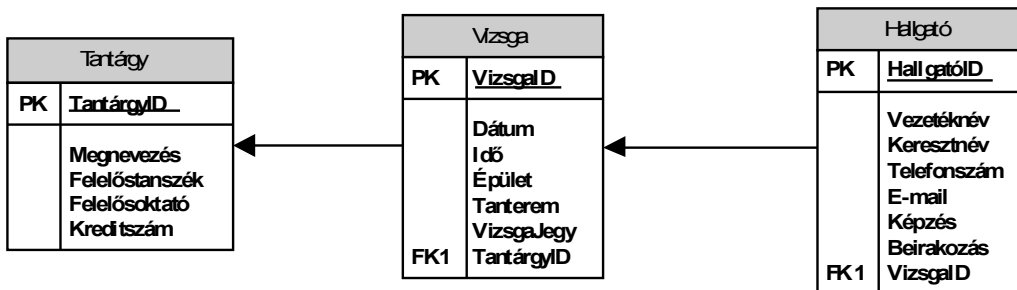 Tantárgy
PK TantárgyID
Megnevezés
Felelőstanszék
Felelősoktató
Kreditszám
Vizsga
PK VizsgaID
Dátum
Idő
Épület
Tanterem
VizsgaJegy
FK1 TantárgyID
Hallgató
PK HallgatóID
Vezetéknév
Keresztnév
Telefonszám
E-mail
Képzés
Beirakozás
FK1 VizsgaID